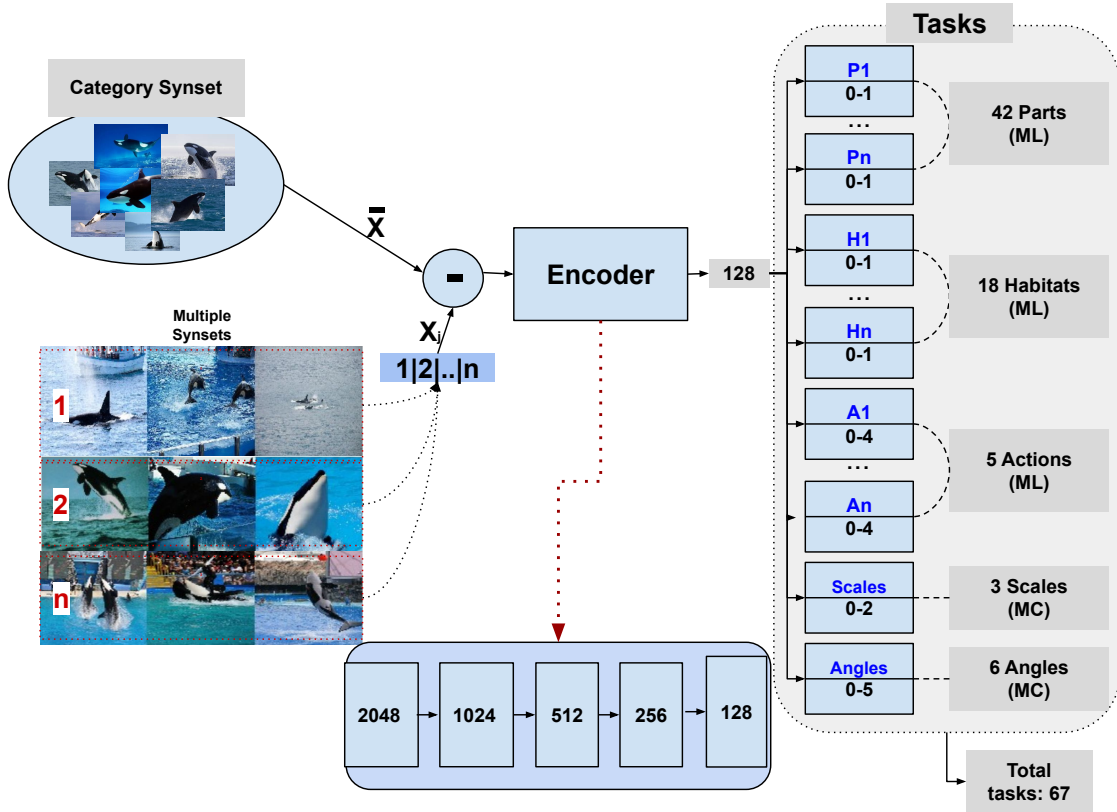 Tasks
Category Synset
P1
0-1
...
Pn
0-1
42 Parts
(ML)
X̄
-
Encoder
128
H1
0-1
...
Hn
0-1
18 Habitats
(ML)
Multiple
Synsets
Xj
1|2|..|n
1
2
n
A1
0-4
...
An
0-4
5 Actions
(ML)
Scales
0-2
3 Scales
(MC)
Angles
0-5
6 Angles
(MC)
2048
1024
512
256
128
Total
tasks: 67